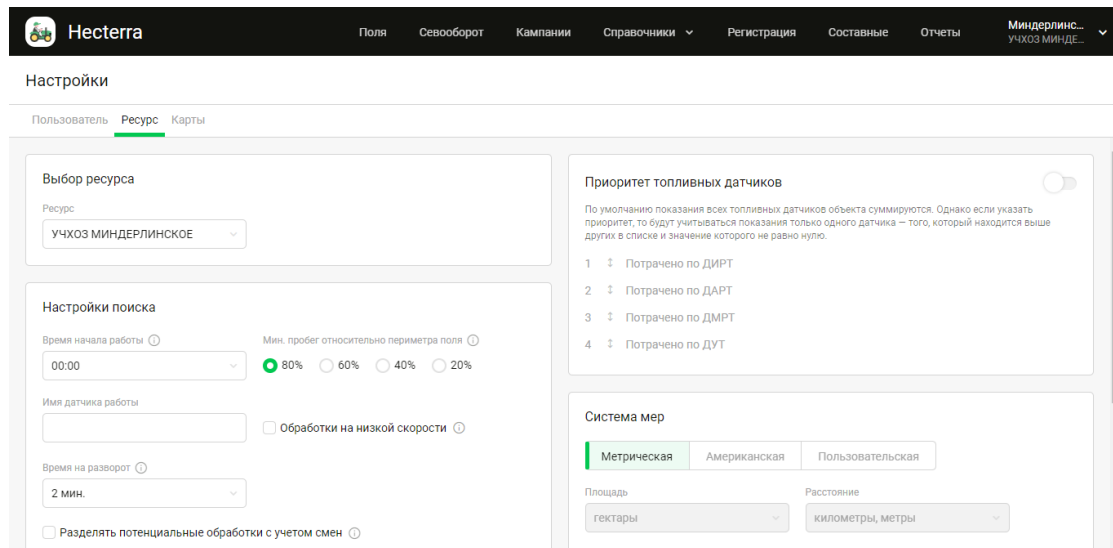 Hecterra
Поля Севооборот Кампании Справочники Регистрация Составные Отчеты
Миндерлинс...
УЧХОЗ МИНДЕ...
Настройки
Пользователь Ресурс Карты
Выбор ресурса
Ресурс
УЧХОЗ МИНДЕРЛИНСКОЕ
Настройки поиска
Время начала работы
00:00
Мин. пробег относительно периметра поля
80% 60% 40% 20%
Имя датчика работы
Обработки на низкой скорости
Время на разворот
2 мин.
Разделять потенциальные обработки с учетом смен
Приоритет топливных датчиков
По умолчанию показания всех топливных датчиков объекта суммируются. Однако если указать
приоритет, то будут учитываться показания только одного датчика — того, который находится выше
других в списке и значение которого не равно нулю.
1 Потрачено по ДИРТ
2 Потрачено по ДАРТ
3 Потрачено по ДМРТ
4 Потрачено по ДУТ
Система мер
Метрическая Американская Пользовательская
Площадь Расстояние
гектары километры, метры